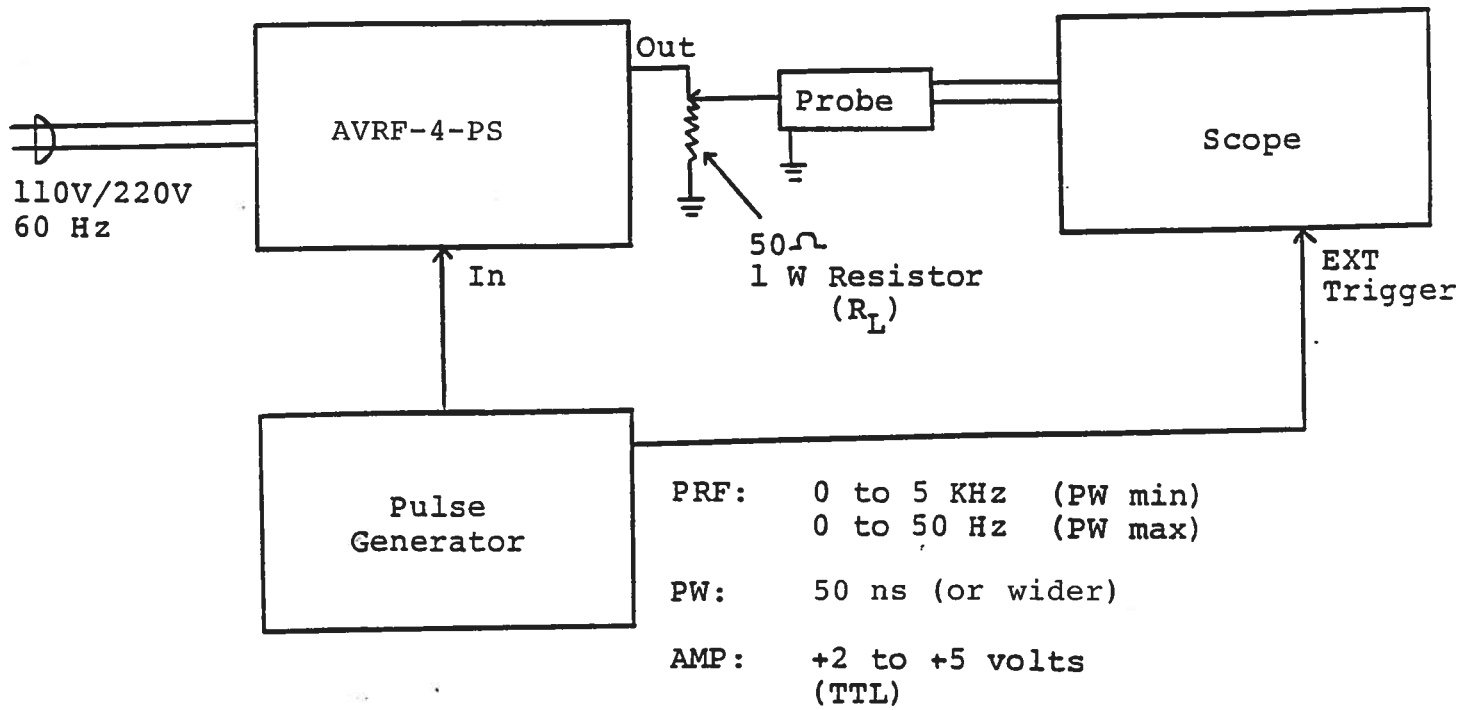 Out
Probe
AVRF-4-PS
Scope
110V/220V
60 Hz
50Ω
1 W Resistor
(RL)
In
EXT
Trigger
Pulse
Generator
PRF: 0 to 5 KHz (PW min)
0 to 50 Hz (PW max)
PW: 50 ns (or wider)
AMP: +2 to +5 volts
(TTL)